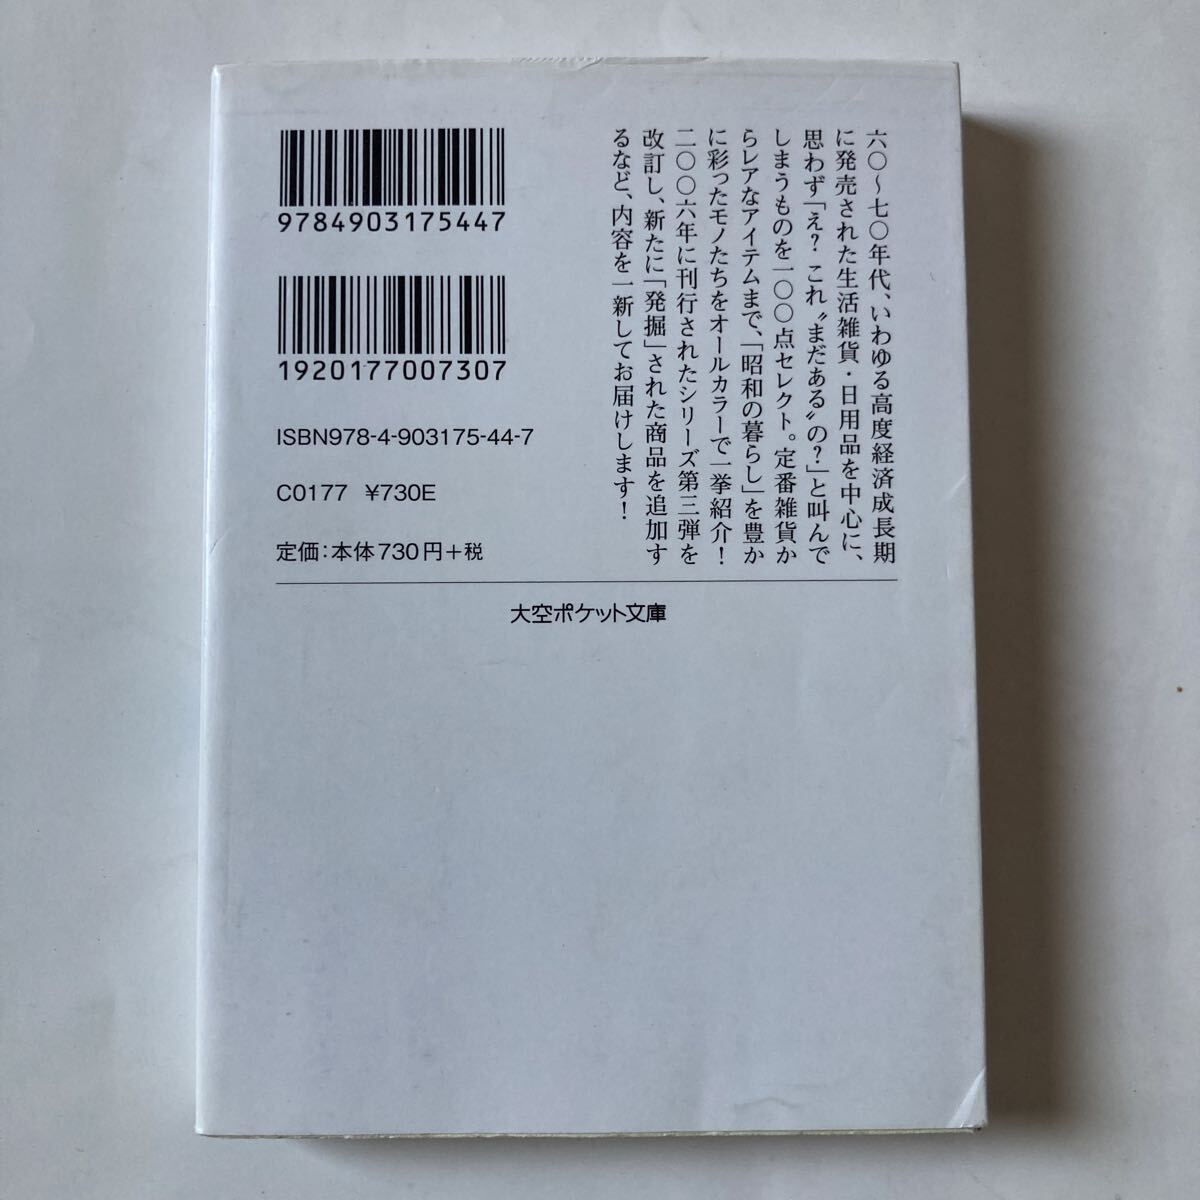 六〇～七〇年代、いわゆる高度経済成長期
に発売された生活雑貨・日用品を中心に、
思わず「え？ これ〝まだある〟の？」と叫んで
しまうものを一〇〇点セレクト。定番雑貨か
らレアなアイテムまで、「昭和の暮らし」を豊か
に彩ったモノたちをオールカラーで一挙紹介！
二〇〇六年に刊行されたシリーズ第三弾を
改訂し、新たに「発掘」された商品を追加す
るなど、内容を一新してお届けします！
9784903175447
1920177007307
ISBN978-4-903175-44-7
C0177 ¥730E
定価：本体730円＋税
大空ポケット文庫